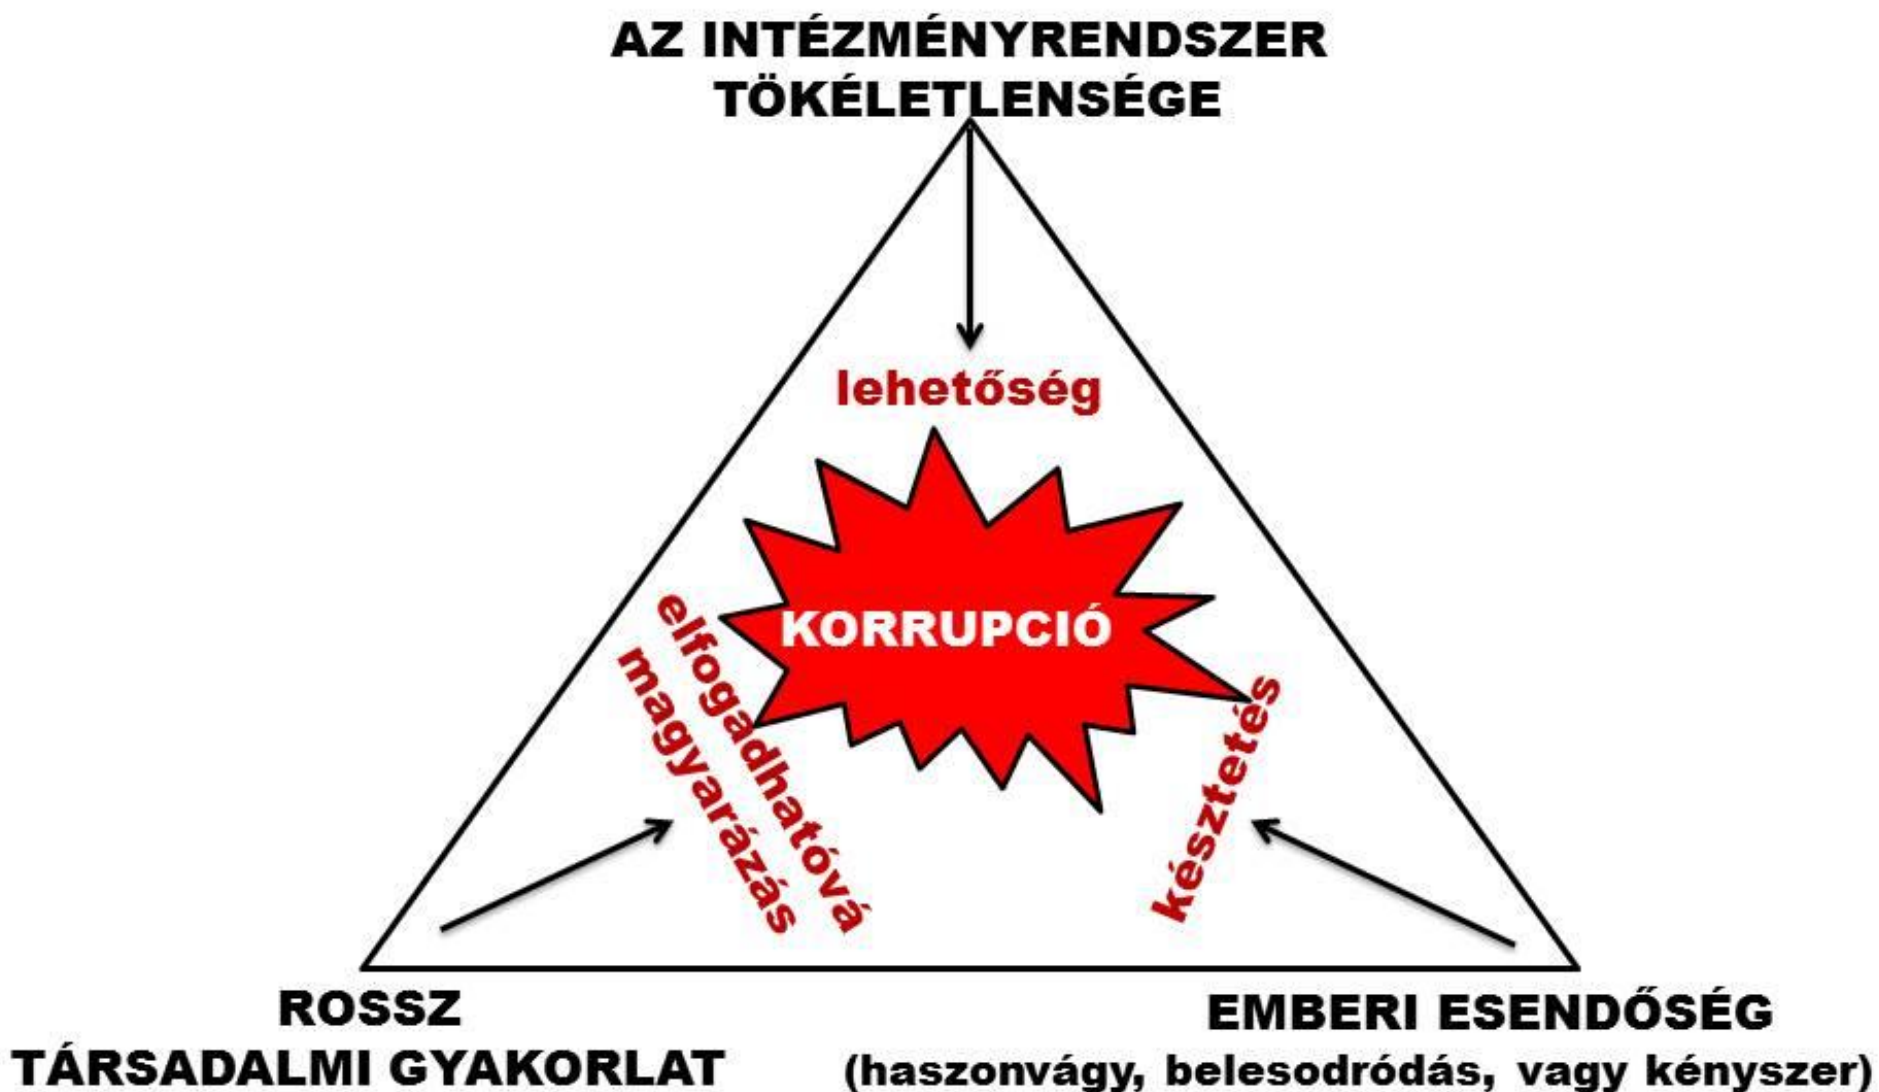 AZ INTÉZMÉNYRENDSZER
TÖKÉLETLENSÉGE
lehetőség
KORRUPCIÓ
elfogadhatóvá
magyarázás
késztetés
ROSSZ
TÁRSADALMI GYAKORLAT
EMBERI ESENDŐSÉG
(haszonvágy, belesodródás, vagy kényszer)